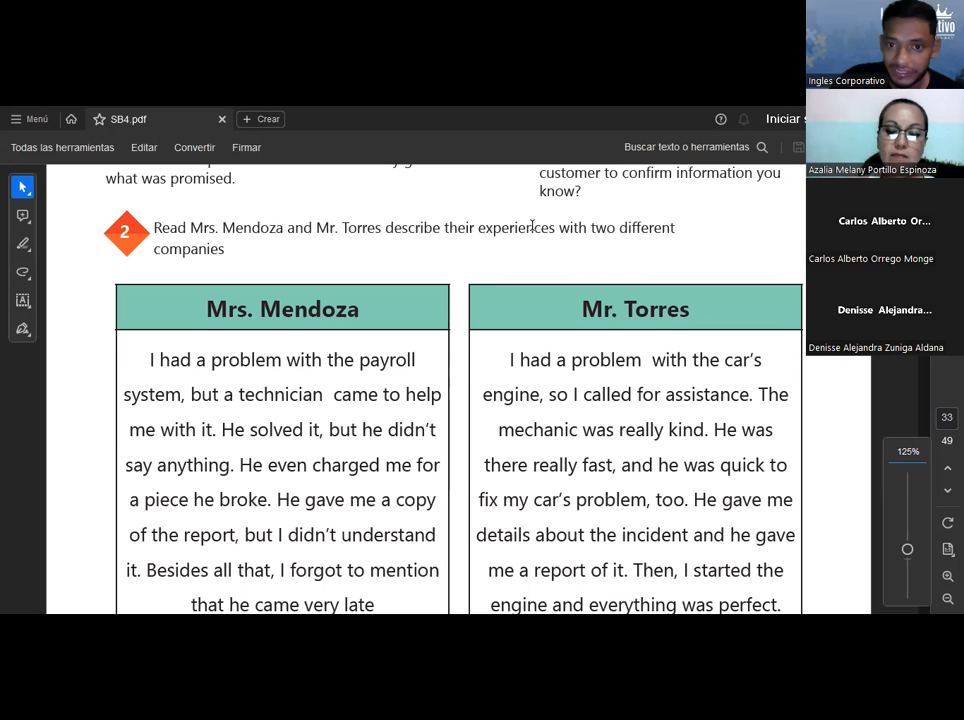 Ingles Corporativo
Azalia Melany Portillo Espinoza
Carlos Alberto Or...
Carlos Alberto Orrego Monge
Denisse Alejandra...
Denisse Alejandra Zuniga Aldana
Menú
SB4.pdf
Crear
Iniciar s
Todas las herramientas
Editar
Convertir
Firmar
Buscar texto o herramientas
what was promised.
customer to confirm information you
know?
2
Read Mrs. Mendoza and Mr. Torres describe their experiences with two different
companies
Mrs. Mendoza
I had a problem with the payroll
system, but a technician came to help
me with it. He solved it, but he didn't
say anything. He even charged me for
a piece he broke. He gave me a copy
of the report, but I didn't understand
it. Besides all that, I forgot to mention
that he came very late
Mr. Torres
I had a problem with the car's
engine, so I called for assistance. The
mechanic was really kind. He was
there really fast, and he was quick to
fix my car's problem, too. He gave me
details about the incident and he gave
me a report of it. Then, I started the
engine and everything was perfect.
33
49
125%